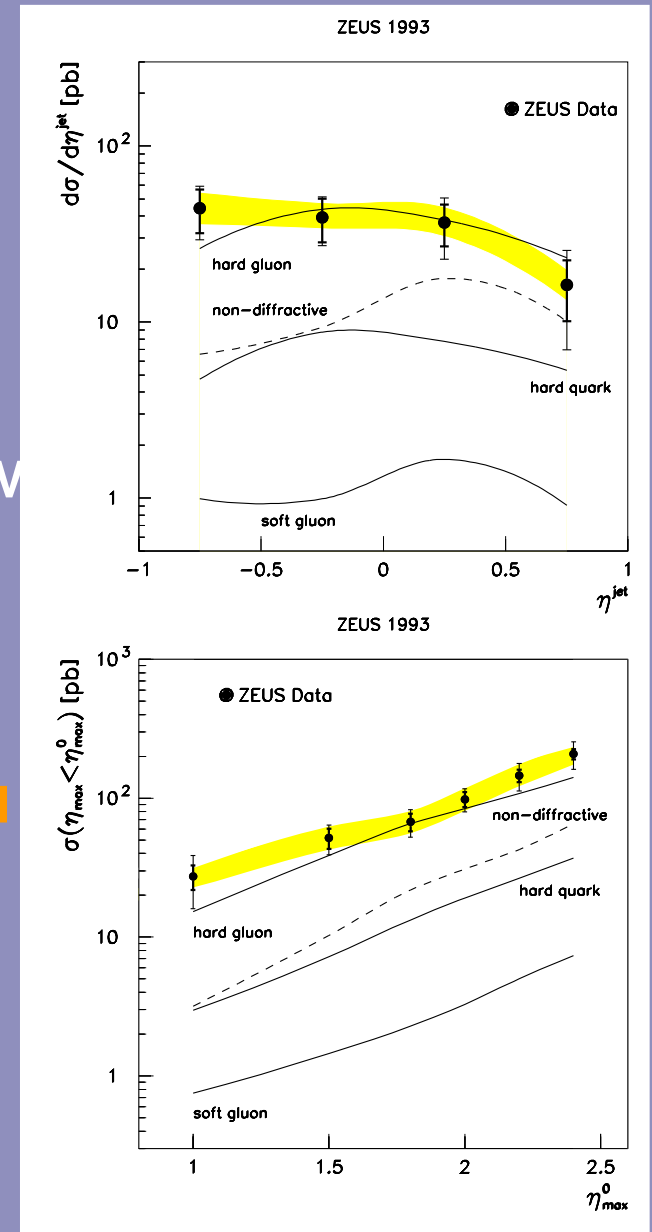 ZEUS 1993
dσ/dη^jet [pb]
ZEUS Data
10^2
hard gluon
non-diffractive
10
hard quark
1
soft gluon
-1 -0.5 0 0.5 1
η^jet
ZEUS 1993
σ(η_max<η^0_max) [pb]
10^3
ZEUS Data
10^2
non-diffractive
hard quark
hard gluon
10
1
soft gluon
1 1.5 2 2.5
η^0_max